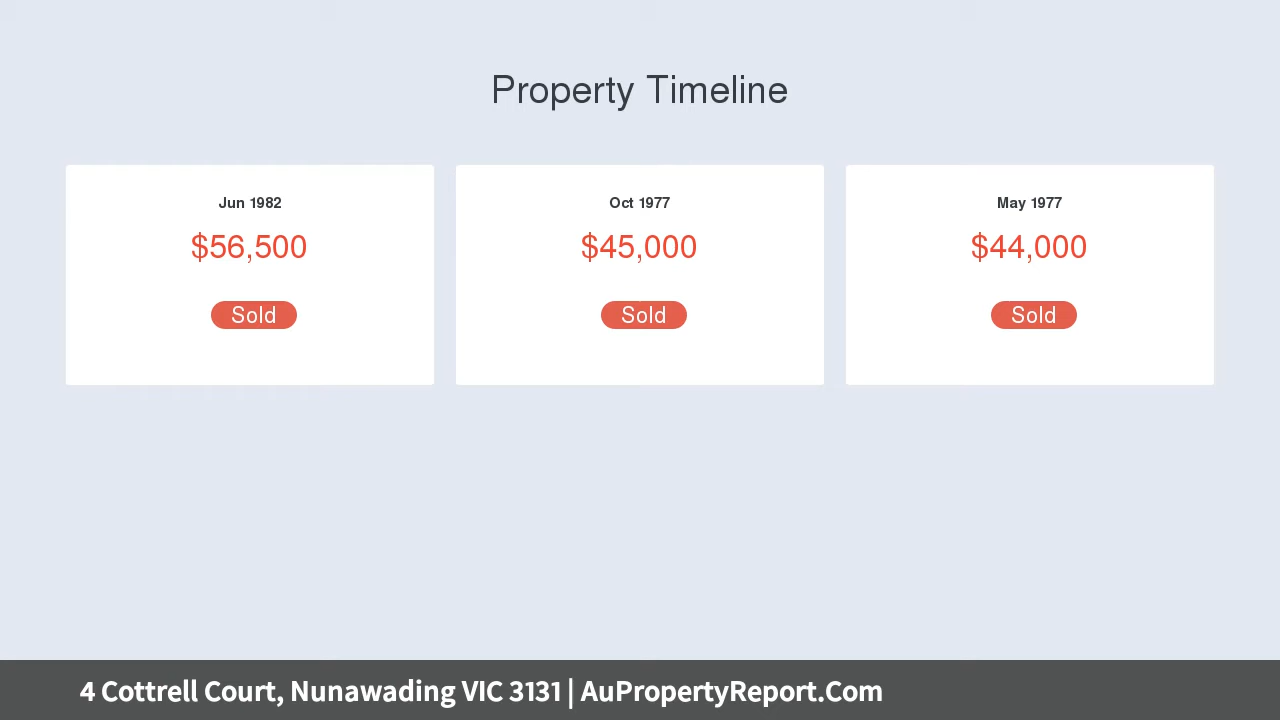 Property Timeline
Jun 1982
$56,500
Sold
Oct 1977
$45,000
Sold
May 1977
$44,000
Sold
4 Cottrell Court, Nunawading VIC 3131 | AuPropertyReport.Com